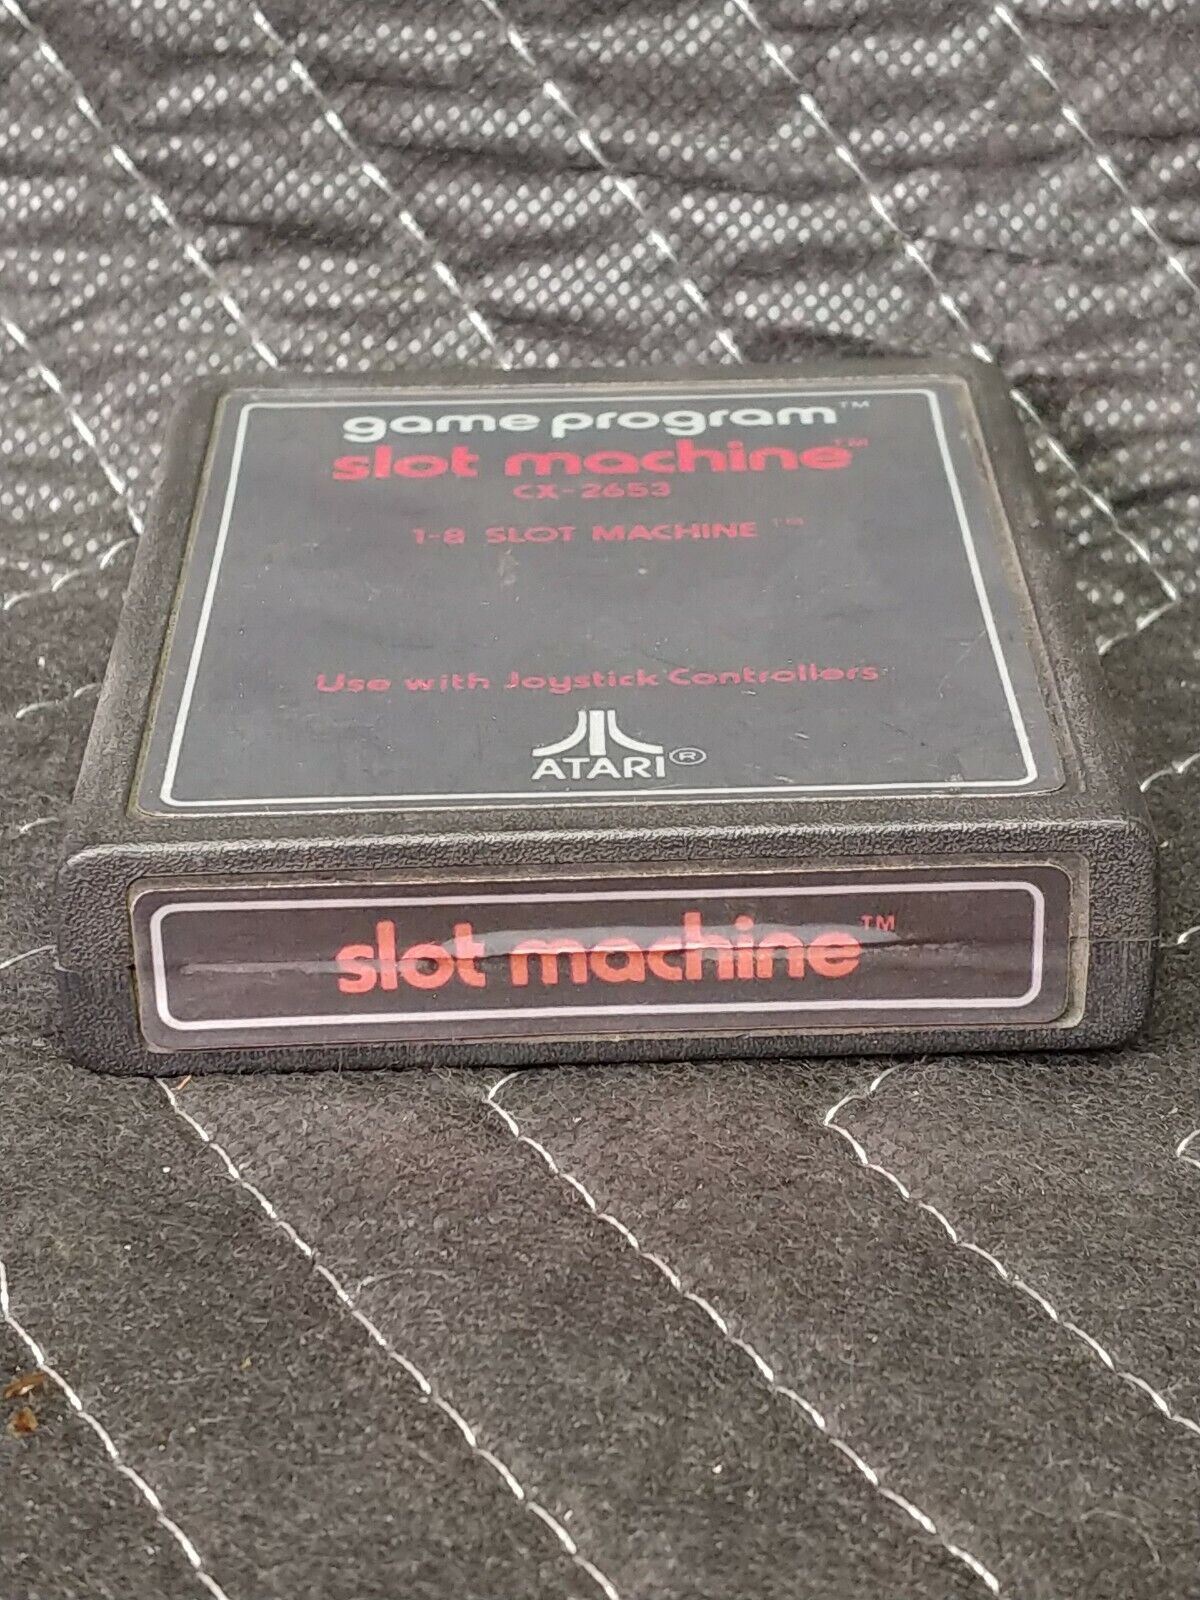 game program™
slot machine™
CX-2653
1-8 SLOT MACHINE™
Use with Joystick Controllers
ATARI®
slot machine™